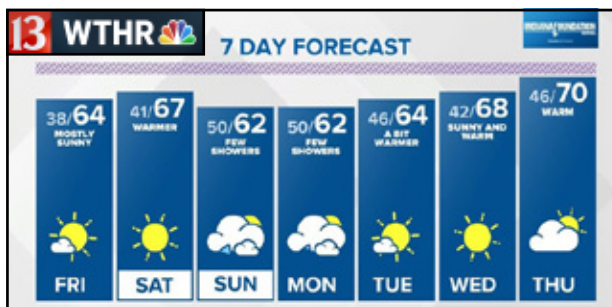 13 WTHR
7 DAY FORECAST
INDIANA FOUNDATION
38/64
MOSTLY
SUNNY
FRI
41/67
WARMER
SAT
50/62
FEW
SHOWERS
SUN
50/62
FEW
SHOWERS
MON
46/64
A BIT
WARMER
TUE
42/68
SUNNY AND
WARM
WED
46/70
WARM
THU